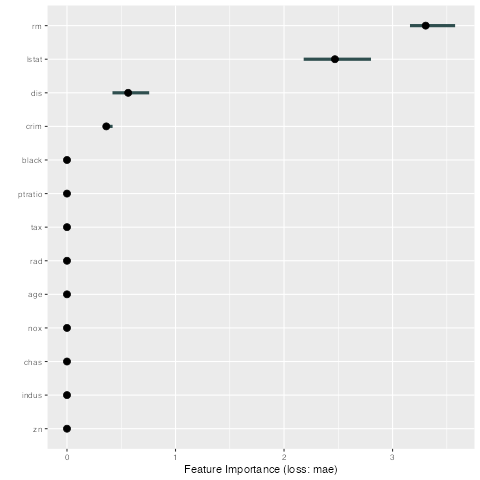 rm
lstat
dis
crim
black
ptratio
tax
rad
age
nox
chas
indus
zn
0 1 2 3
Feature Importance (loss: mae)